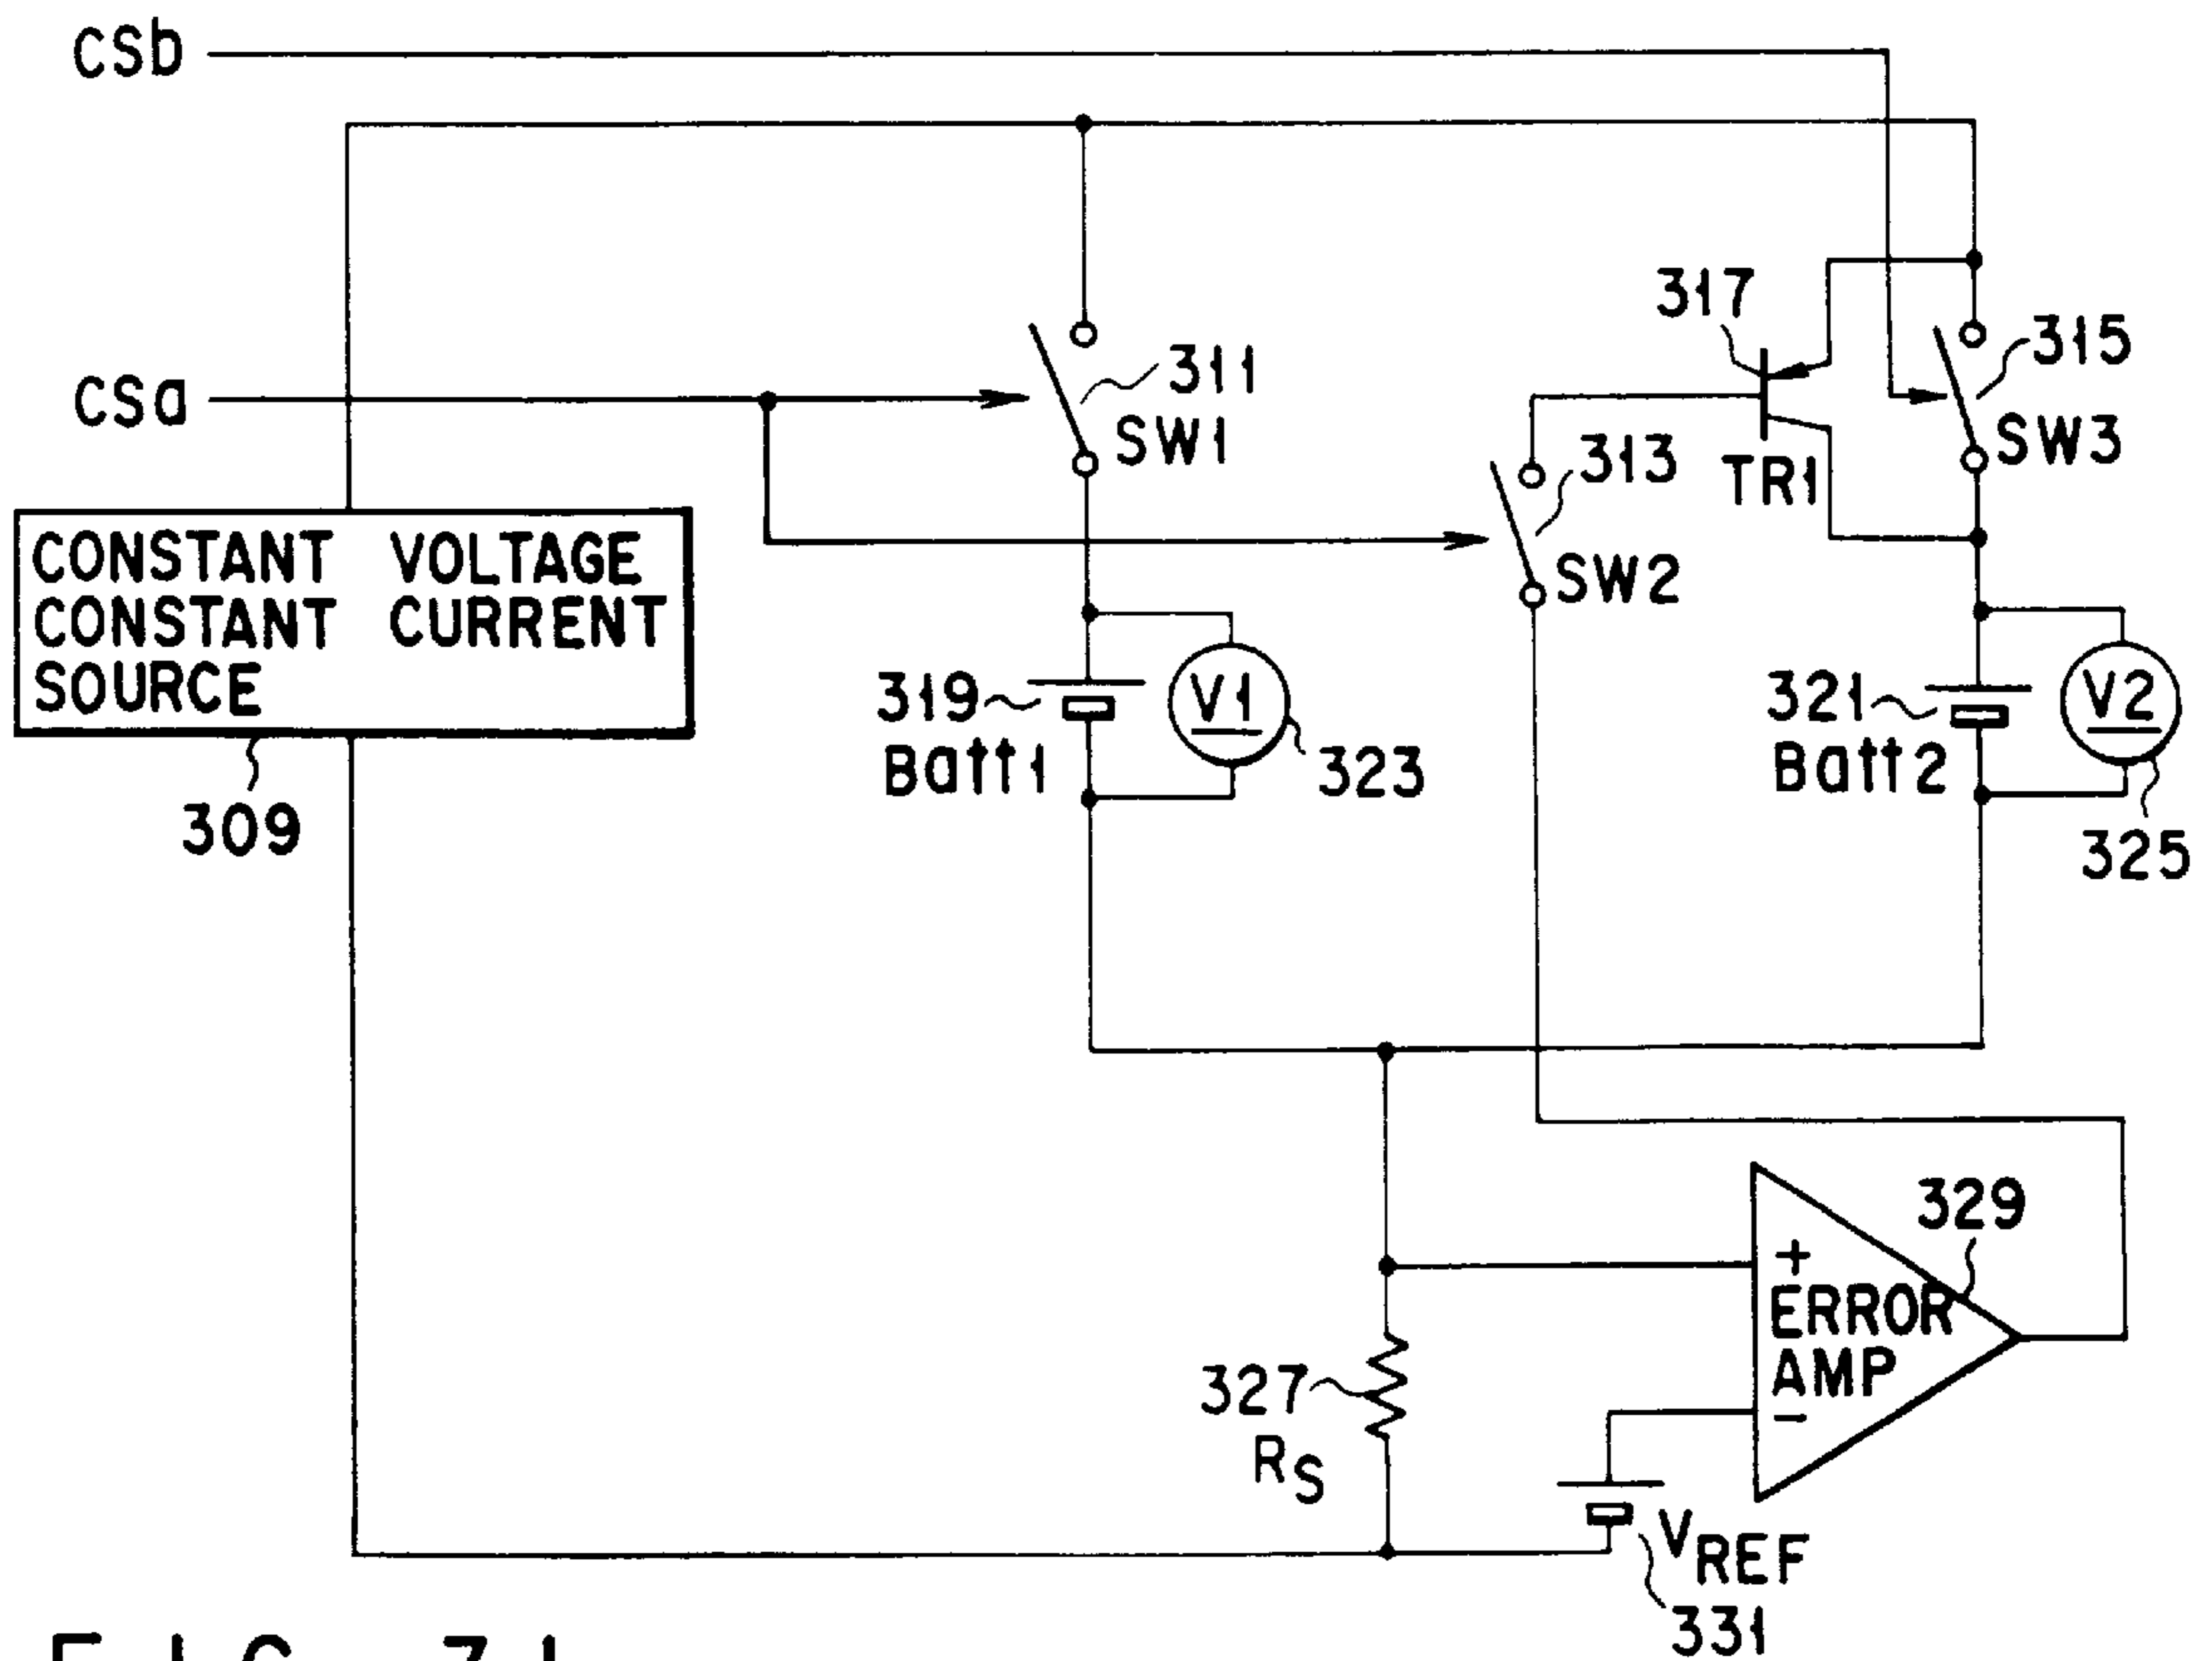 CSb
CSa
311
SW1
317
TR1
315
SW3
313
SW2
CONSTANT VOLTAGE
CONSTANT CURRENT
SOURCE
309
319
Batt1
V1
323
321
Batt2
V2
325
329
+
ERROR
AMP
−
327
RS
VREF
331